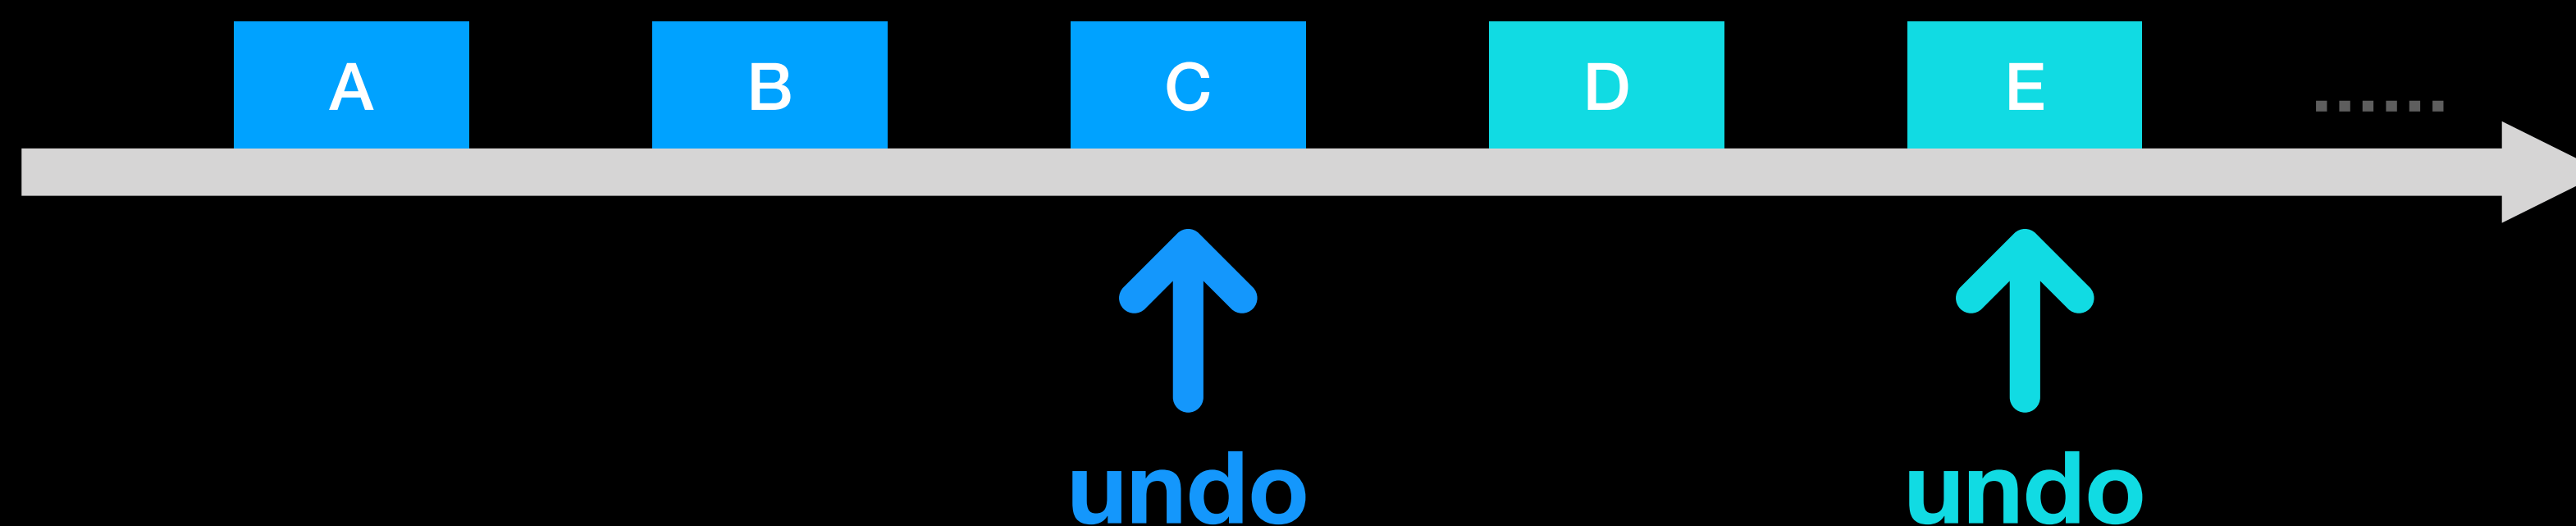 A B C D E ......
undo undo